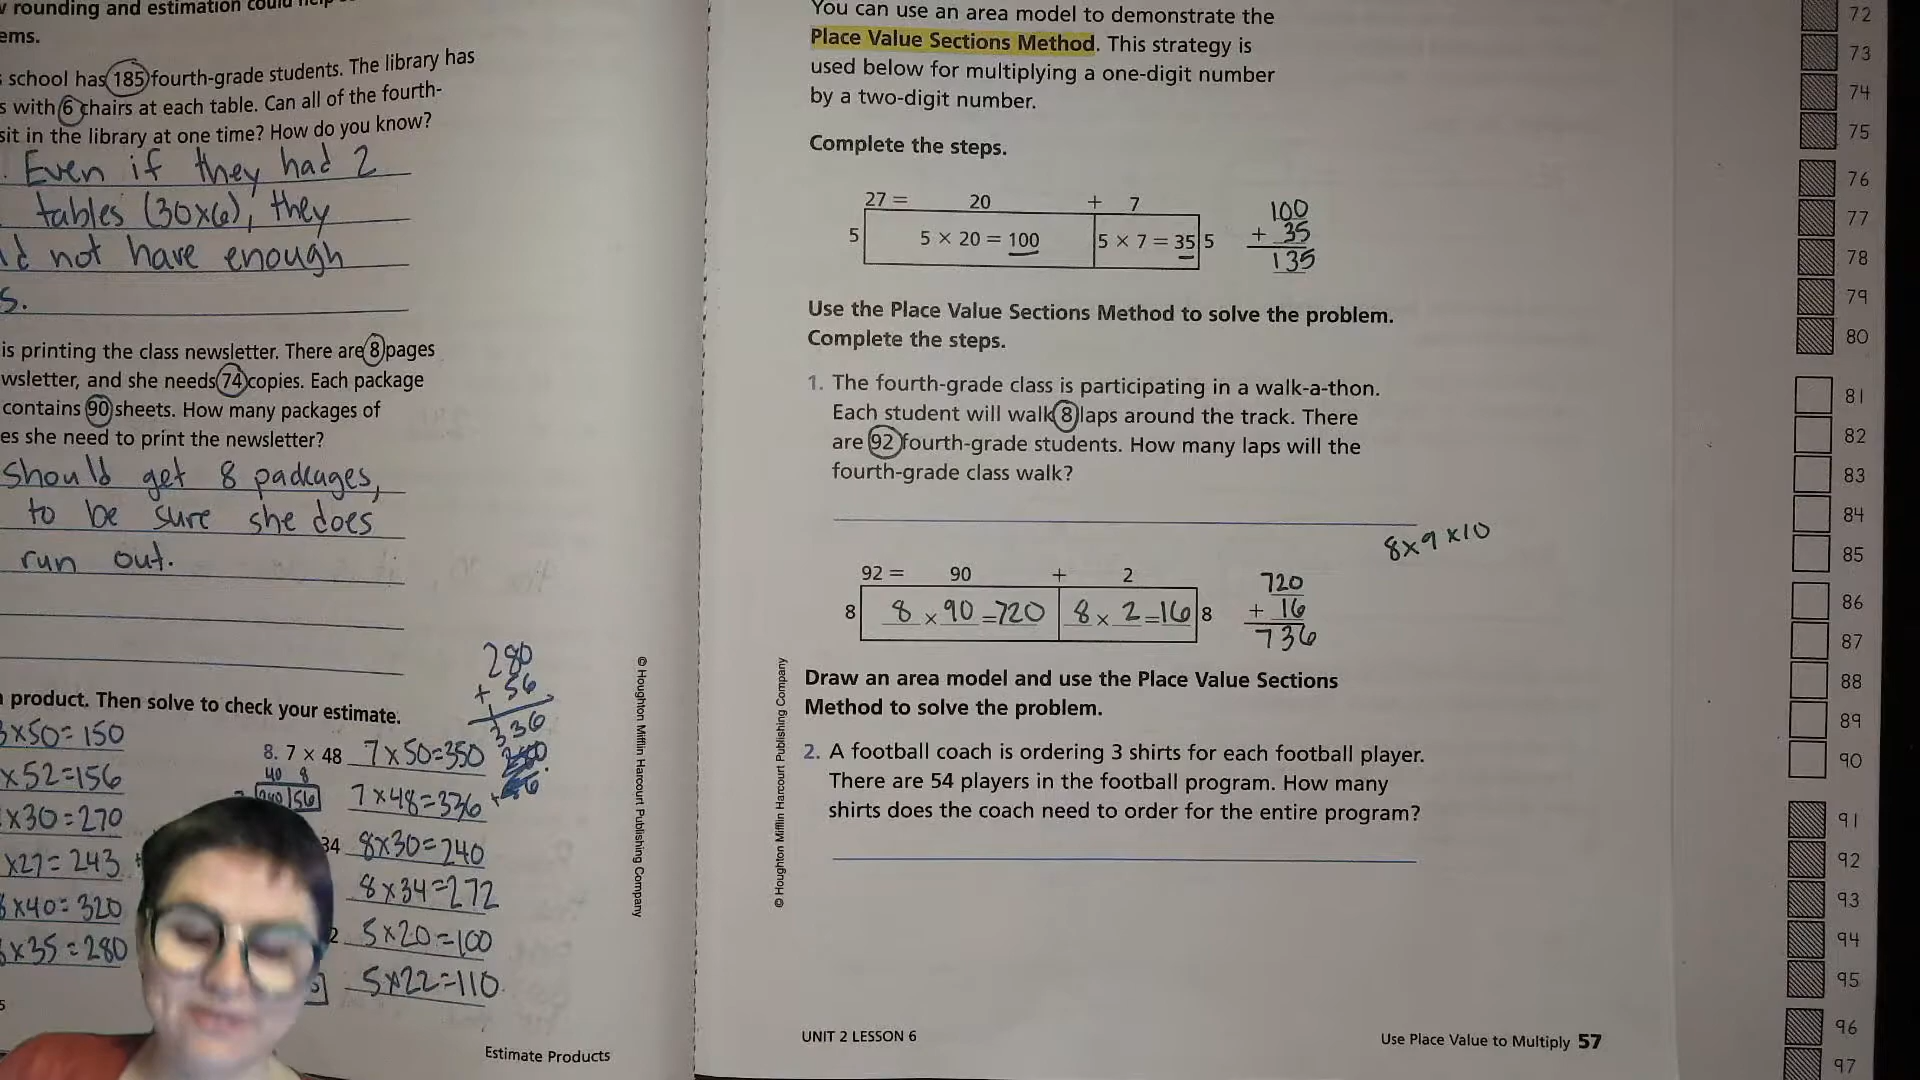 rounding and estimation could help
ems.
school has 185 fourth-grade students. The library has
s with 6 chairs at each table. Can all of the fourth-
sit in the library at one time? How do you know?
Even if they had 2
tables (30x6), they
not have enough
s.
is printing the class newsletter. There are 8 pages
wsletter, and she needs 74 copies. Each package
contains 90 sheets. How many packages of
es she need to print the newsletter?
should get 8 packages,
to be sure she does
run out.
product. Then solve to check your estimate.
x50=150
x52=156
x30=270
x27=243
x40=320
x35=280
280
+ 56
336
8. 7 × 48 7x50=350
40 8
56
7x48=336
34 8x30=240
8x34=272
2 5x20=100
5x22=110
Estimate Products
© Houghton Mifflin Harcourt Publishing Company
You can use an area model to demonstrate the
Place Value Sections Method. This strategy is
used below for multiplying a one-digit number
by a two-digit number.
Complete the steps.
27 = 20 + 7
5 5 × 20 = 100 5 × 7 = 35 5
100
+ 35
135
Use the Place Value Sections Method to solve the problem.
Complete the steps.
1. The fourth-grade class is participating in a walk-a-thon.
Each student will walk 8 laps around the track. There
are 92 fourth-grade students. How many laps will the
fourth-grade class walk?
8x9x10
92 = 90 + 2
8 8 × 90 = 720 8 × 2 = 16 8
720
+ 16
736
Draw an area model and use the Place Value Sections
Method to solve the problem.
2. A football coach is ordering 3 shirts for each football player.
There are 54 players in the football program. How many
shirts does the coach need to order for the entire program?
© Houghton Mifflin Harcourt Publishing Company
UNIT 2 LESSON 6
Use Place Value to Multiply 57
72
73
74
75
76
77
78
79
80
81
82
83
84
85
86
87
88
89
90
91
92
93
94
95
96
97